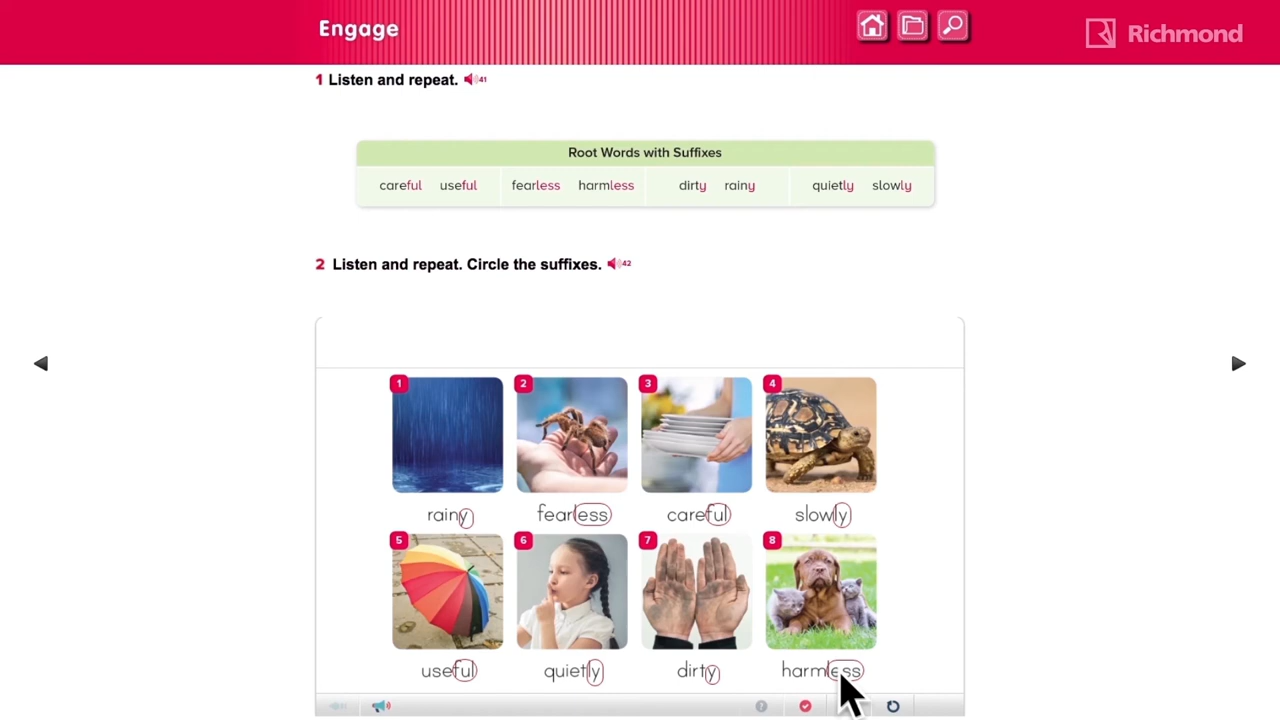 Engage
Richmond
1 Listen and repeat. 41
Root Words with Suffixes
careful useful fearless harmless dirty rainy quietly slowly
2 Listen and repeat. Circle the suffixes. 42
1 2 3 4
rainy fearless careful slowly
5 6 7 8
useful quietly dirty harmless